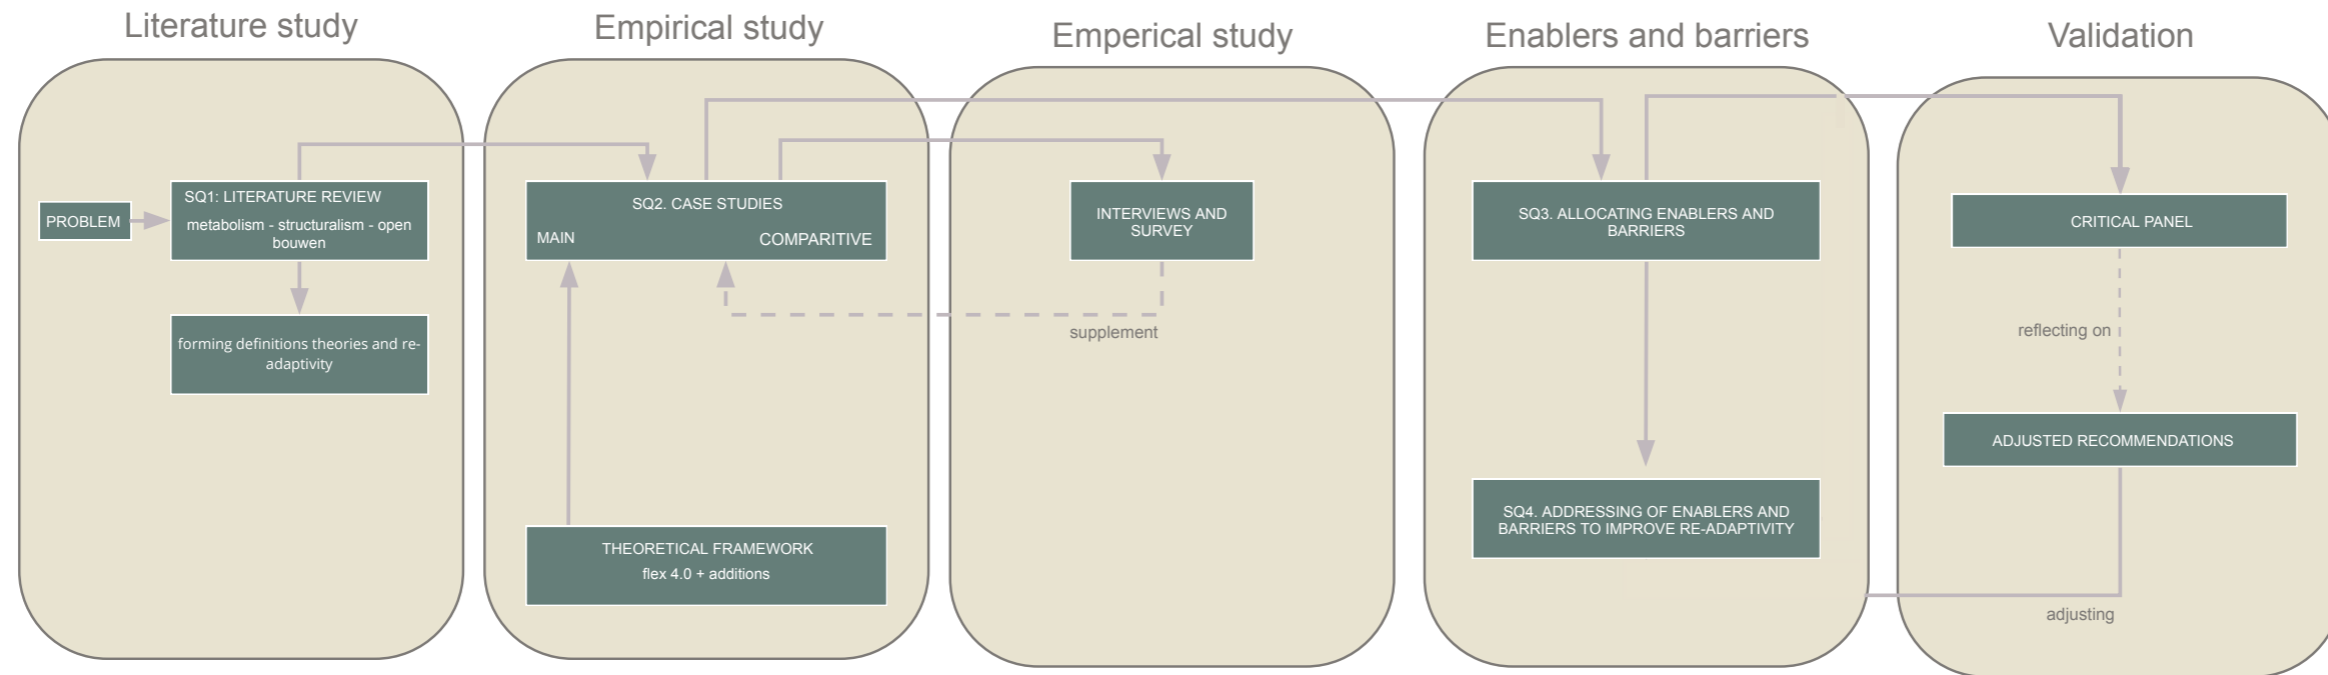 Literature study
Empirical study
Emperical study
Enablers and barriers
Validation
PROBLEM
SQ1: LITERATURE REVIEW
metabolism - structuralism - open
bouwen
forming definitions theories and re-
adaptivity
SQ2. CASE STUDIES
MAIN
COMPARITIVE
THEORETICAL FRAMEWORK
flex 4.0 + additions
INTERVIEWS AND
SURVEY
supplement
SQ3. ALLOCATING ENABLERS AND
BARRIERS
SQ4. ADDRESSING OF ENABLERS AND
BARRIERS TO IMPROVE RE-ADAPTIVITY
CRITICAL PANEL
reflecting on
ADJUSTED RECOMMENDATIONS
adjusting